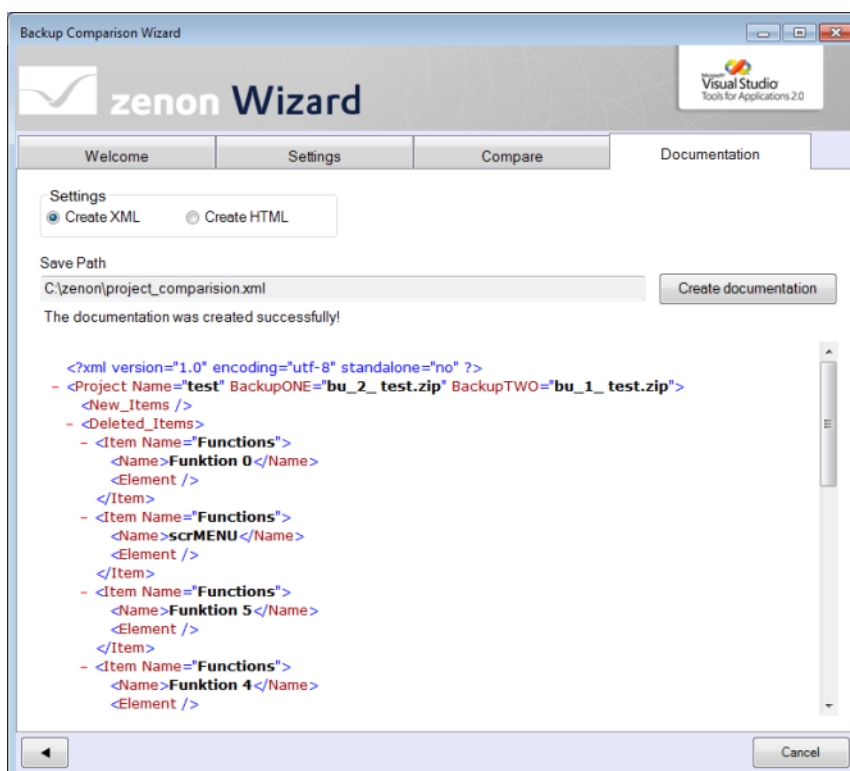 Backup Comparison Wizard
zenon Wizard
Microsoft
Visual Studio
Tools for Applications 2.0
Welcome Settings Compare Documentation
Settings
Create XML Create HTML
Save Path
C:\zenon\project_comparision.xml Create documentation
The documentation was created successfully!
<?xml version="1.0" encoding="utf-8" standalone="no" ?>
- <Project Name="test" BackupONE="bu_2_ test.zip" BackupTWO="bu_1_ test.zip">
<New_Items />
- <Deleted_Items>
- <Item Name="Functions">
<Name>Funktion 0</Name>
<Element />
</Item>
- <Item Name="Functions">
<Name>scrMENU</Name>
<Element />
</Item>
- <Item Name="Functions">
<Name>Funktion 5</Name>
<Element />
</Item>
- <Item Name="Functions">
<Name>Funktion 4</Name>
<Element />
Cancel